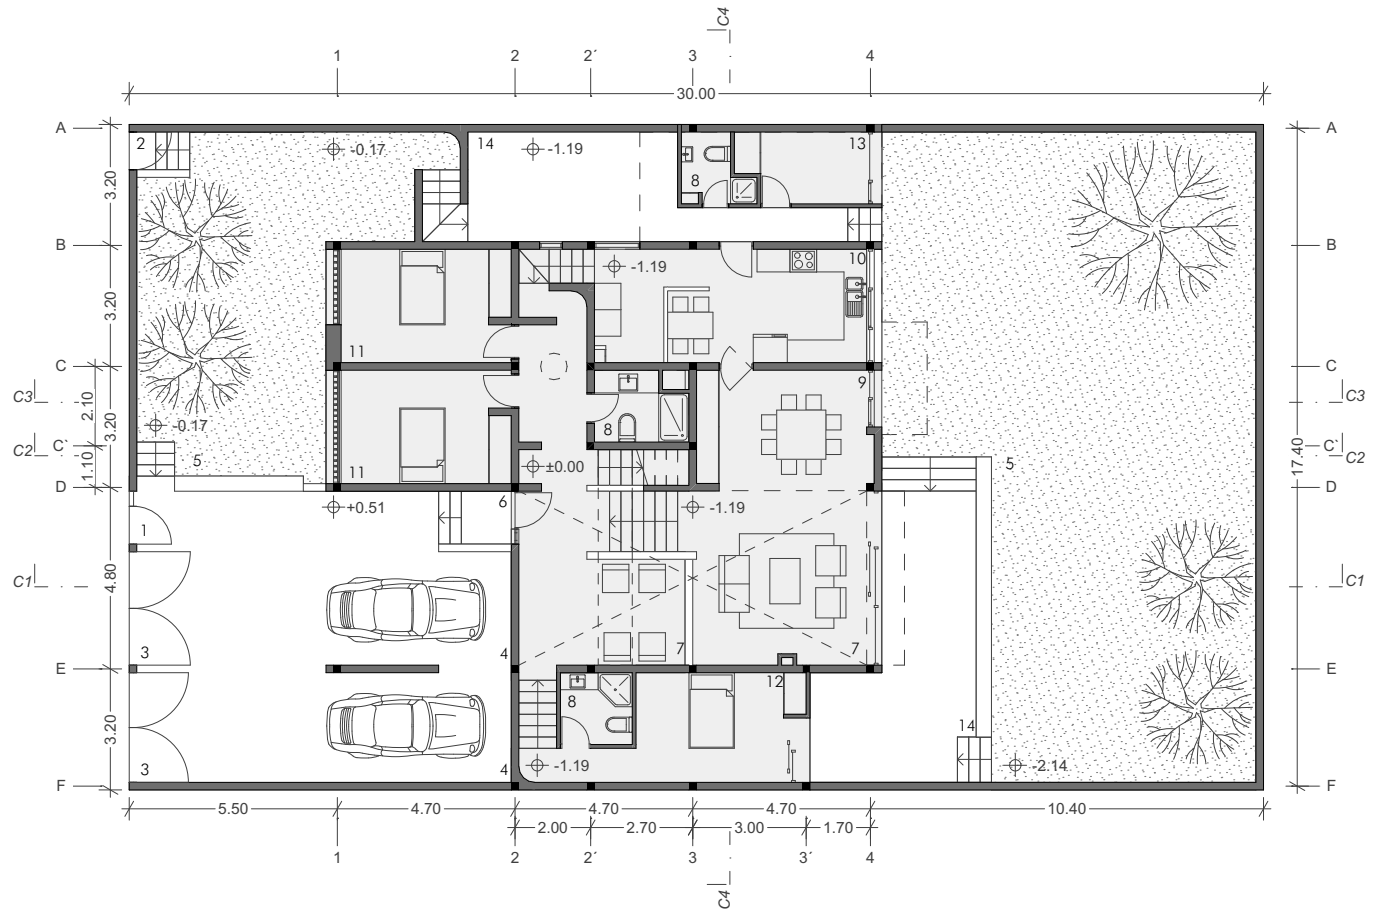 C4
1 2 2´ 3 4
30.00
A A
2 -0.17 14 -1.19 13
8
3.20
B B
-1.19 10
3.20 3.20
11
C C
9
C3 C3
2.10
-0.17 8
C2 C` C` C2
1.10 3.20 17.40
5 11 ±0.00 5
D D
+0.51 6 -1.19
1
C1 4.80 C1
3 4 7 7
E E
8 12
3.20
14
3 4 -1.19 -2.14
F F
5.50 4.70 4.70 4.70 10.40
2.00 2.70 3.00 1.70
1 2 2´ 3 3´ 4
C4